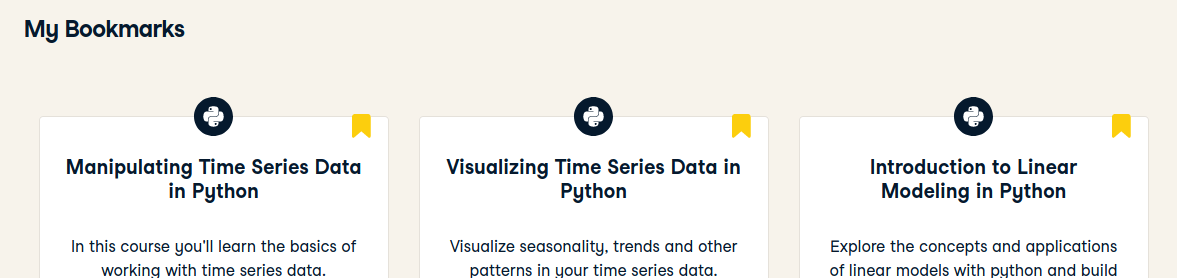 My Bookmarks
Manipulating Time Series Data
in Python
In this course you'll learn the basics of
working with time series data.
Visualizing Time Series Data in
Python
Visualize seasonality, trends and other
patterns in your time series data.
Introduction to Linear
Modeling in Python
Explore the concepts and applications
of linear models with python and build